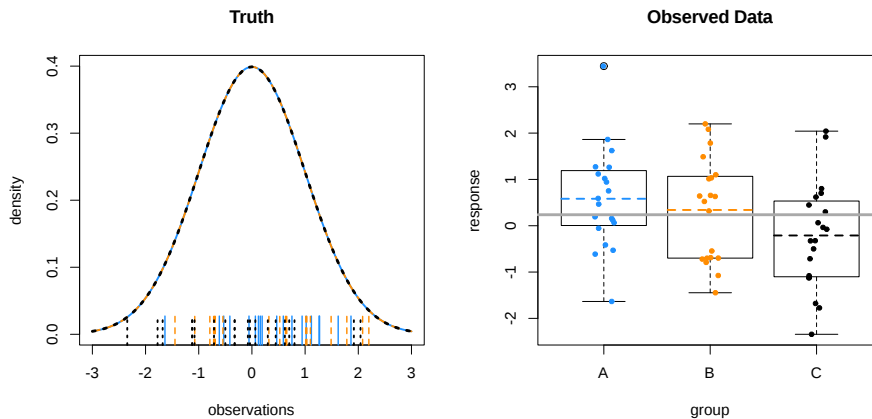 Truth
density
0.0 0.1 0.2 0.3 0.4
-3 -2 -1 0 1 2 3
observations
Observed Data
response
-2 -1 0 1 2 3
A B C
group